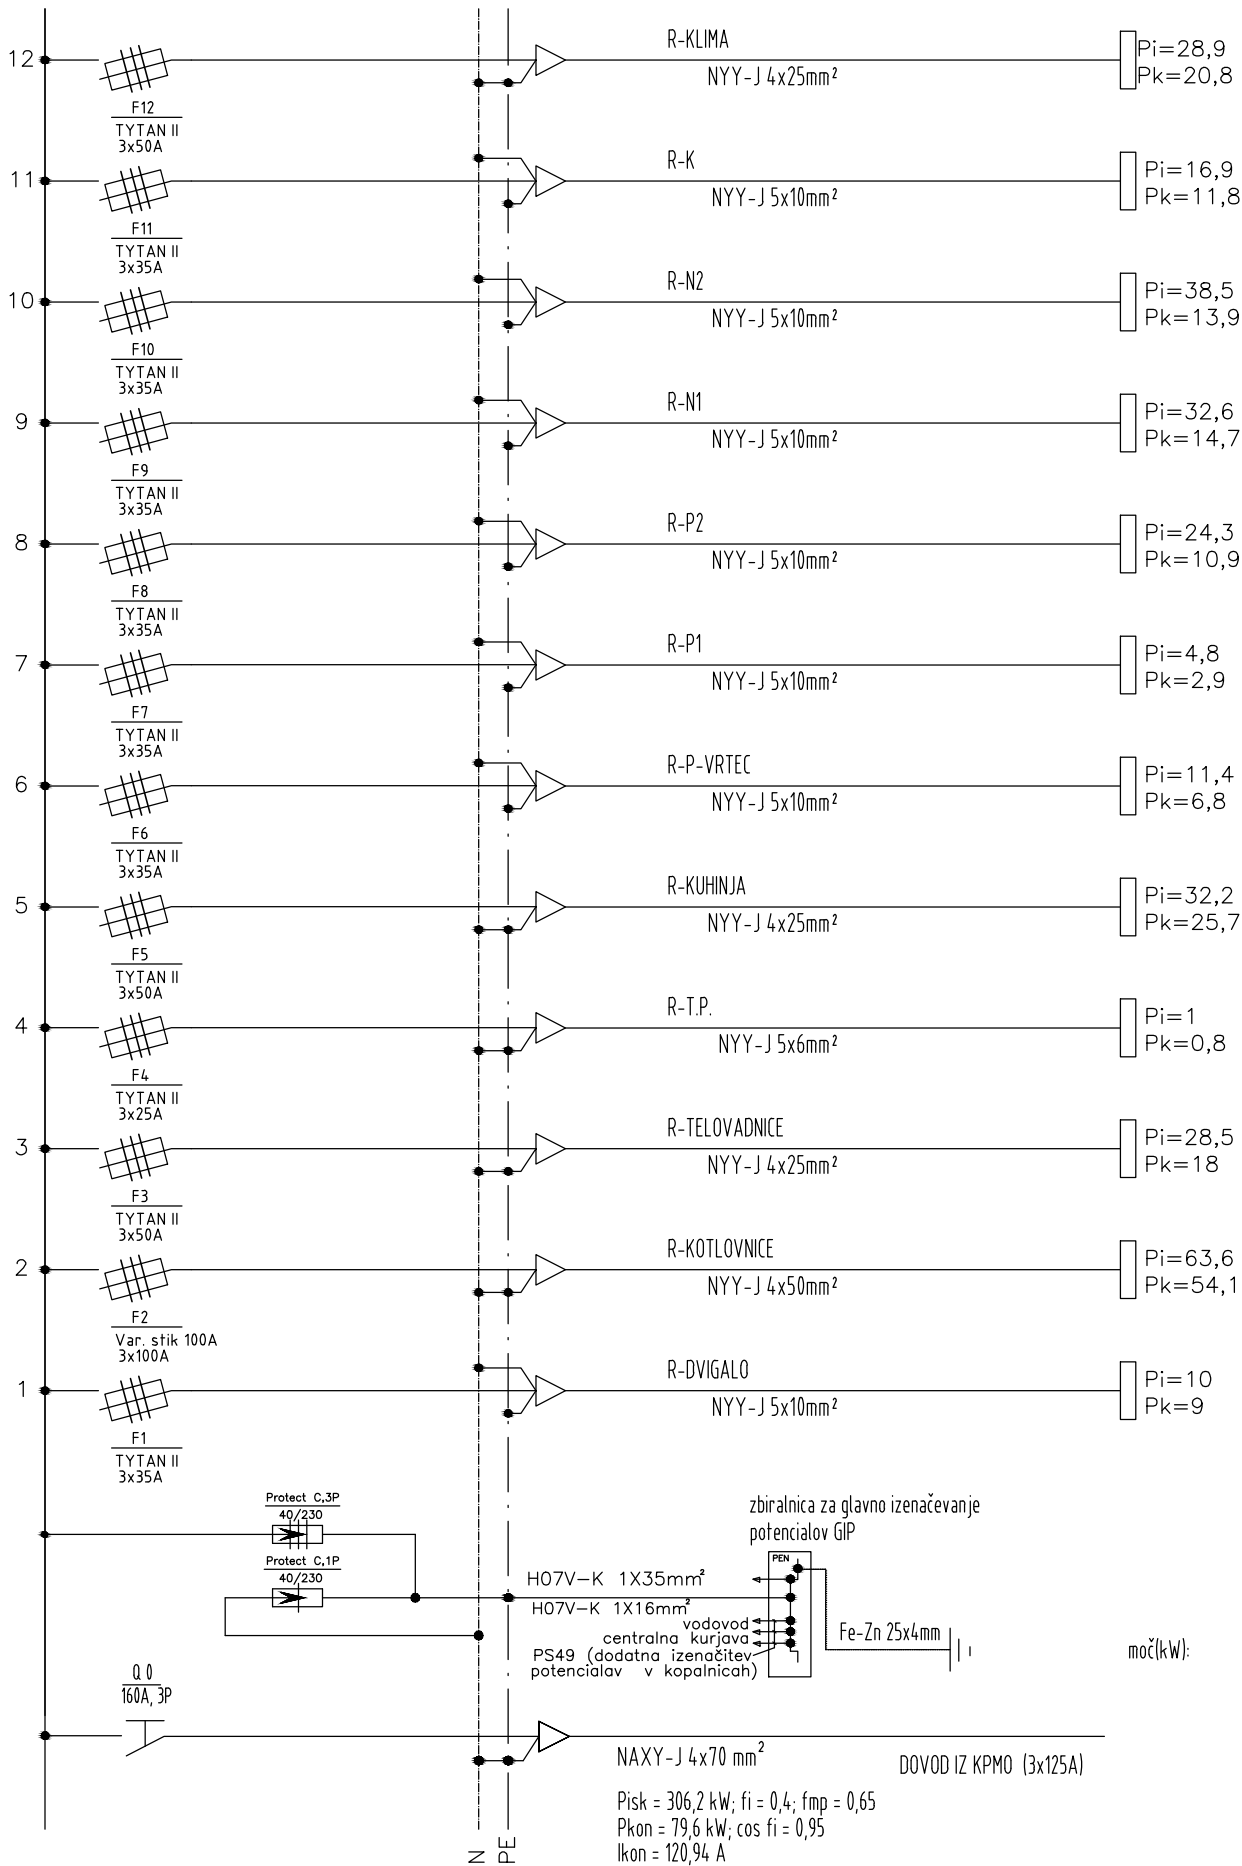 12
R-KLIMA
NYY-J 4x25mm²
Pi=28,9
Pk=20,8
F12
TYTAN II
3x50A
11
R-K
NYY-J 5x10mm²
Pi=16,9
Pk=11,8
F11
TYTAN II
3x35A
10
R-N2
NYY-J 5x10mm²
Pi=38,5
Pk=13,9
F10
TYTAN II
3x35A
9
R-N1
NYY-J 5x10mm²
Pi=32,6
Pk=14,7
F9
TYTAN II
3x35A
8
R-P2
NYY-J 5x10mm²
Pi=24,3
Pk=10,9
F8
TYTAN II
3x35A
7
R-P1
NYY-J 5x10mm²
Pi=4,8
Pk=2,9
F7
TYTAN II
3x35A
6
R-P-VRTEC
NYY-J 5x10mm²
Pi=11,4
Pk=6,8
F6
TYTAN II
3x35A
5
R-KUHINJA
NYY-J 4x25mm²
Pi=32,2
Pk=25,7
F5
TYTAN II
3x50A
4
R-T.P.
NYY-J 5x6mm²
Pi=1
Pk=0,8
F4
TYTAN II
3x25A
3
R-TELOVADNICE
NYY-J 4x25mm²
Pi=28,5
Pk=18
F3
TYTAN II
3x50A
2
R-KOTLOVNICE
NYY-J 4x50mm²
Pi=63,6
Pk=54,1
F2
Var. stik 100A
3x100A
1
R-DVIGALO
NYY-J 5x10mm²
Pi=10
Pk=9
F1
TYTAN II
3x35A
Protect C,3P
40/230
Protect C,1P
40/230
zbiralnica za glavno izenačevanje
potencialov GIP
PEN
H07V-K 1X35mm²
H07V-K 1X16mm²
vodovod
centralna kurjava
PS49 (dodatna izenačitev
potencialav v kopalnicah)
Fe-Zn 25x4mm
moč(kW):
Q 0
160A, 3P
NAXY-J 4x70 mm²
DOVOD IZ KPMO (3x125A)
Pisk = 306,2 kW; fi = 0,4; fmp = 0,65
Pkon = 79,6 kW; cos fi = 0,95
Ikon = 120,94 A
N
PE